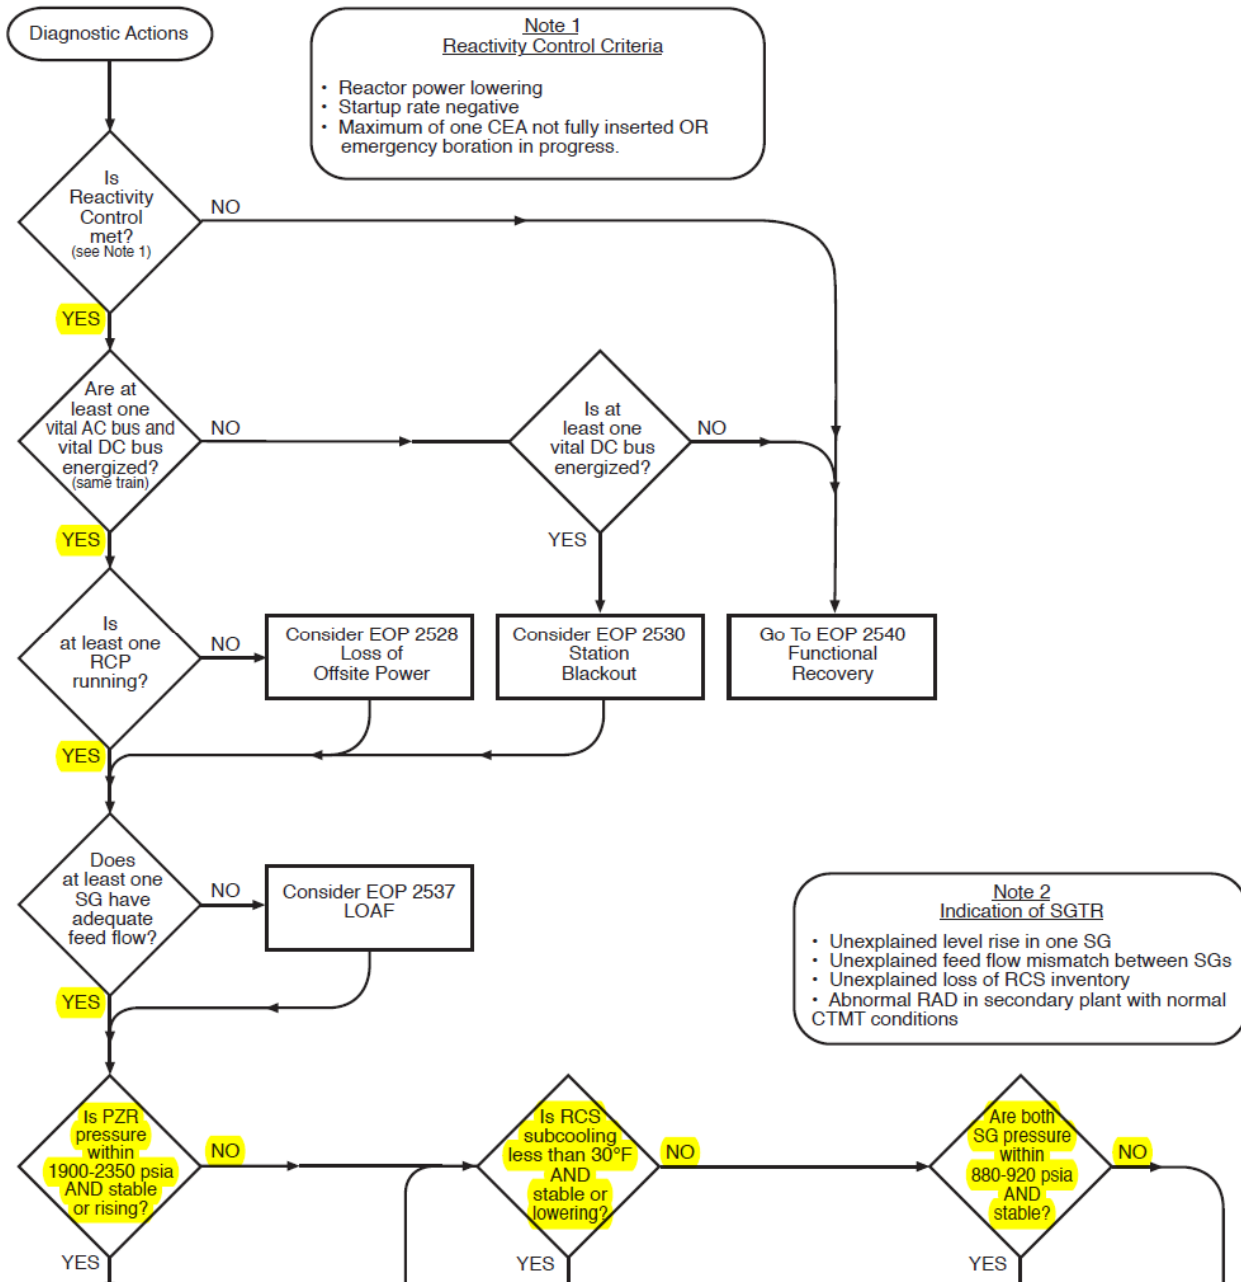 Diagnostic Actions
Note 1
Reactivity Control Criteria
• Reactor power lowering
• Startup rate negative
• Maximum of one CEA not fully inserted OR
emergency boration in progress.
Is
Reactivity
Control
met?
(see Note 1)
NO
YES
Are at
least one
vital AC bus and
vital DC bus
energized?
(same train)
NO
Is at
least one
vital DC bus
energized?
NO
YES
YES
Is
at least one
RCP
running?
NO
Consider EOP 2528
Loss of
Offsite Power
Consider EOP 2530
Station
Blackout
Go To EOP 2540
Functional
Recovery
YES
Does
at least one
SG have
adequate
feed flow?
NO
Consider EOP 2537
LOAF
Note 2
Indication of SGTR
• Unexplained level rise in one SG
• Unexplained feed flow mismatch between SGs
• Unexplained loss of RCS inventory
• Abnormal RAD in secondary plant with normal
CTMT conditions
YES
Is PZR
pressure
within
1900-2350 psia
AND stable
or rising?
NO
Is RCS
subcooling
less than 30°F
AND
stable or
lowering?
NO
Are both
SG pressure
within
880-920 psia
AND
stable?
NO
YES
YES
YES